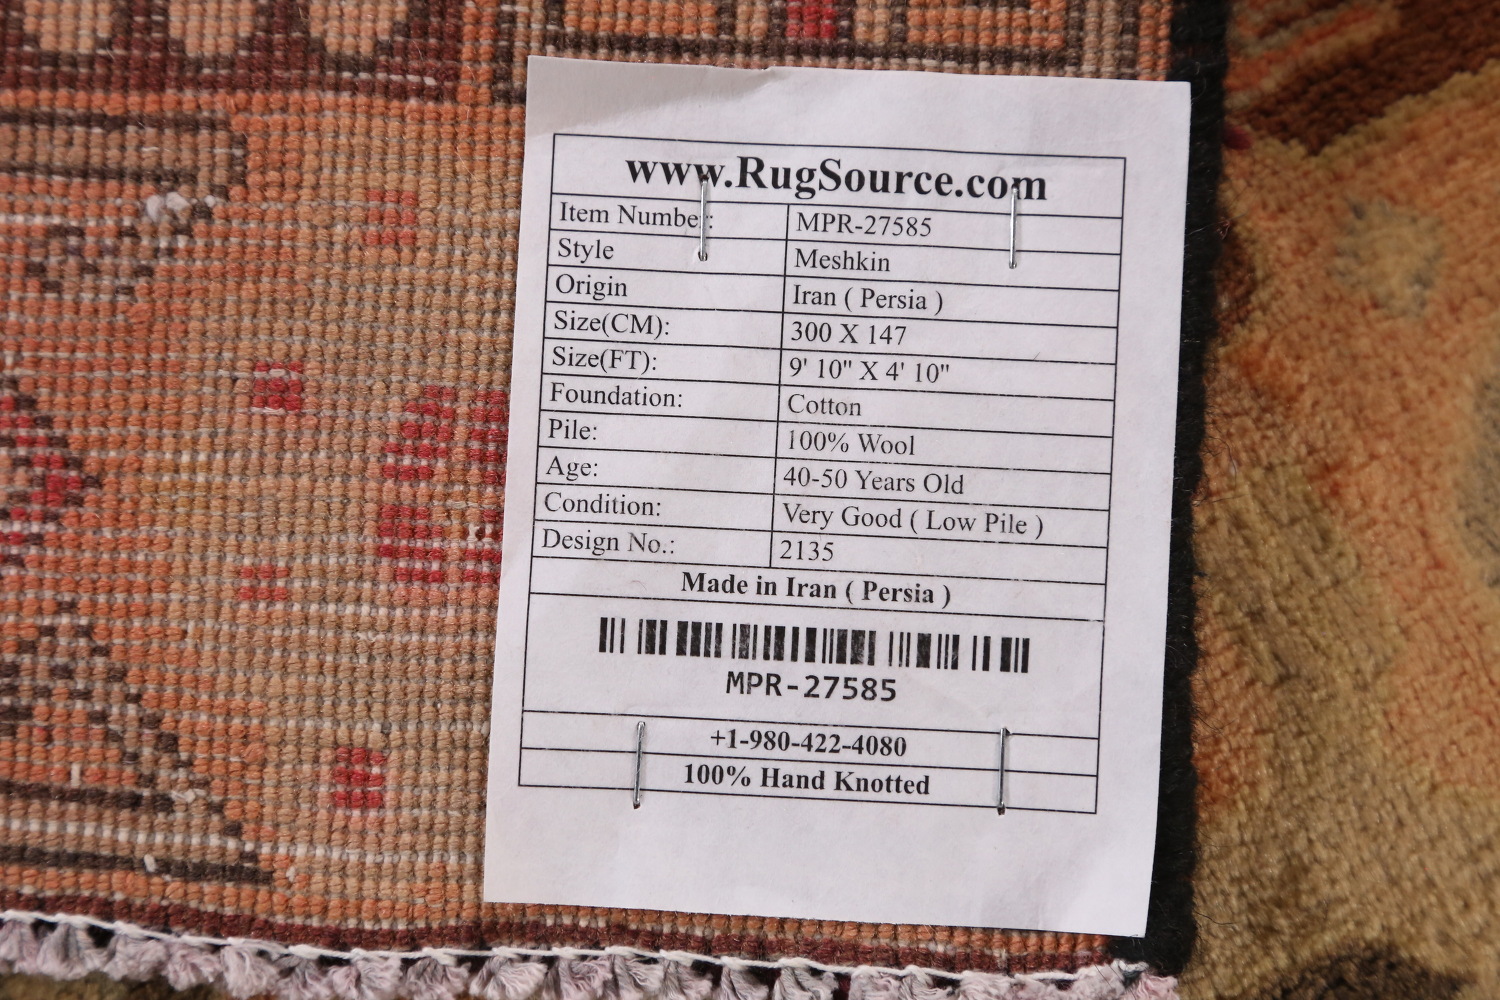 www.RugSource.com
Item Number: MPR-27585
Style Meshkin
Origin Iran ( Persia )
Size(CM): 300 X 147
Size(FT): 9' 10" X 4' 10"
Foundation: Cotton
Pile: 100% Wool
Age: 40-50 Years Old
Condition: Very Good ( Low Pile )
Design No.: 2135
Made in Iran ( Persia )
MPR-27585
+1-980-422-4080
100% Hand Knotted